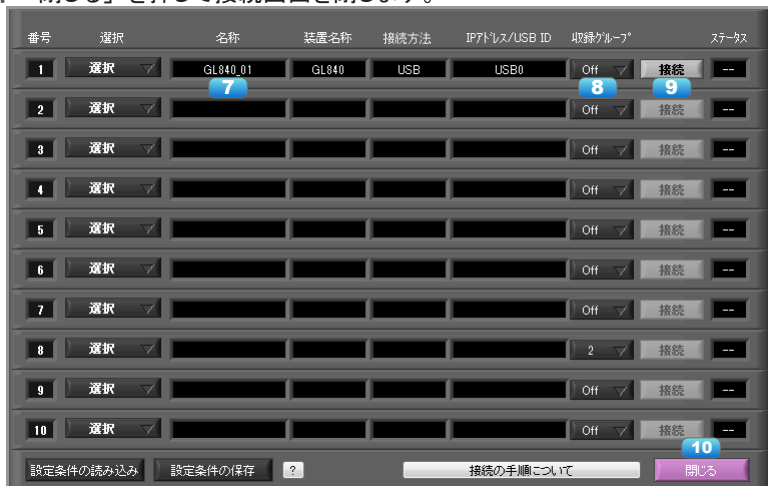 「閉じる」を押して接続画面を閉じます。
番号 選択 名称 装置名称 接続方法 IPアドレス/USB ID 収録グループ ステータス
1 選択 GL840_01 GL840 USB USB0 Off 接続 --
7 8 9
2 選択 Off 接続 --
3 選択 Off 接続 --
4 選択 Off 接続 --
5 選択 Off 接続 --
6 選択 Off 接続 --
7 選択 Off 接続 --
8 選択 2 接続 --
9 選択 Off 接続 --
10 選択 Off 接続 --
10
設定条件の読み込み 設定条件の保存 ? 接続の手順について 閉じる